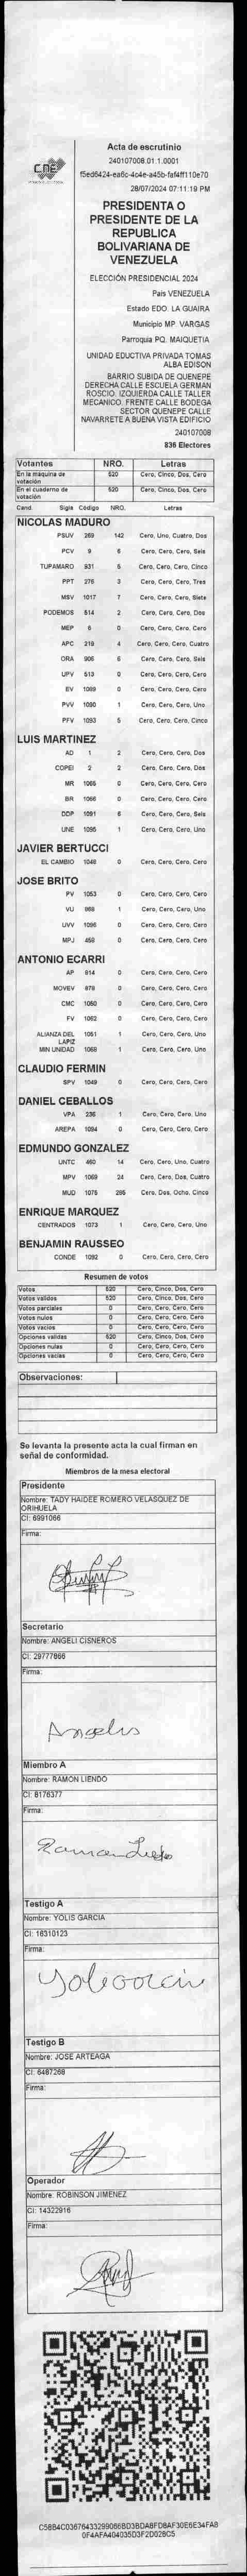 CNE
Acta de escrutinio
240107008.01.1.0001
28/07/2024 07:11:19 PM
PRESIDENTA O
PRESIDENTE DE LA
REPUBLICA
BOLIVARIANA DE
VENEZUELA
ELECCIÓN PRESIDENCIAL 2024
Pais VENEZUELA
Estado EDO. LA GUAIRA
Municipio MP. VARGAS
Parroquia PQ. MAIQUETIA
UNIDAD EDUCTIVA PRIVADA TOMAS
ALBA EDISON
BARRIO SUBIDA DE QUENEPE
DERECHA CALLE ESCUELA GERMAN
ROSCIO. IZQUIERDA CALLE TALLER
MECANICO. FRENTE CALLE BODEGA
SECTOR QUENEPE CALLE
NAVARRETE A BUENA VISTA EDIFICIO
240107008
836 Electores
Votantes NRO. Letras
En la maquina de votación 520 Cero, Cinco, Dos, Cero
En el cuaderno de votación 520 Cero, Cinco, Dos, Cero
Cand. Sigla Código NRO. Letras
NICOLAS MADURO
PSUV 269 142 Cero, Uno, Cuatro, Dos
PCV 9 6 Cero, Cero, Cero, Seis
TUPAMARO 931 5 Cero, Cero, Cero, Cinco
PPT 276 3 Cero, Cero, Cero, Tres
MSV 1017 7 Cero, Cero, Cero, Siete
PODEMOS 514 2 Cero, Cero, Cero, Dos
MEP 6 0 Cero, Cero, Cero, Cero
APC 219 4 Cero, Cero, Cero, Cuatro
ORA 905 6 Cero, Cero, Cero, Seis
UPV 513 0 Cero, Cero, Cero, Cero
EV 1089 0 Cero, Cero, Cero, Cero
PVV 1090 1 Cero, Cero, Cero, Uno
PFV 1093 5 Cero, Cero, Cero, Cinco
LUIS MARTINEZ
AD 1 2 Cero, Cero, Cero, Dos
COPEI 2 2 Cero, Cero, Cero, Dos
MR 1065 0 Cero, Cero, Cero, Cero
BR 1066 0 Cero, Cero, Cero, Cero
DDP 1091 6 Cero, Cero, Cero, Seis
UNE 1095 1 Cero, Cero, Cero, Uno
JAVIER BERTUCCI
EL CAMBIO 1048 0 Cero, Cero, Cero, Cero
JOSE BRITO
PV 1053 0 Cero, Cero, Cero, Cero
VU 868 1 Cero, Cero, Cero, Uno
UVV 1096 0 Cero, Cero, Cero, Cero
MPJ 458 0 Cero, Cero, Cero, Cero
ANTONIO ECARRI
AP 814 0 Cero, Cero, Cero, Cero
MOVEV 878 0 Cero, Cero, Cero, Cero
CMC 1050 0 Cero, Cero, Cero, Cero
FV 1062 0 Cero, Cero, Cero, Cero
ALIANZA DEL LAPIZ 1051 1 Cero, Cero, Cero, Uno
MIN UNIDAD 1068 1 Cero, Cero, Cero, Uno
CLAUDIO FERMIN
SPV 1049 0 Cero, Cero, Cero, Cero
DANIEL CEBALLOS
VPA 236 1 Cero, Cero, Cero, Uno
AREPA 1094 0 Cero, Cero, Cero, Cero
EDMUNDO GONZALEZ
UNTC 460 14 Cero, Cero, Uno, Cuatro
MPV 1069 24 Cero, Cero, Dos, Cuatro
MUD 1075 285 Cero, Dos, Ocho, Cinco
ENRIQUE MARQUEZ
CENTRADOS 1073 1 Cero, Cero, Cero, Uno
BENJAMIN RAUSSEO
CONDE 1092 0 Cero, Cero, Cero, Cero
Resumen de votos
Votos 520 Cero, Cinco, Dos, Cero
Votos validos 520 Cero, Cinco, Dos, Cero
Votos parciales 0 Cero, Cero, Cero, Cero
Votos nulos 0 Cero, Cero, Cero, Cero
Votos vacios 0 Cero, Cero, Cero, Cero
Opciones validas 520 Cero, Cinco, Dos, Cero
Opciones nulas 0 Cero, Cero, Cero, Cero
Opciones vacias 0 Cero, Cero, Cero, Cero
Observaciones:
Se levanta la presente acta la cual firman en
señal de conformidad.
Miembros de la mesa electoral
Presidente
Nombre: TADY HAIDEE ROMERO VELASQUEZ DE
ORIHUELA
CI: 6991066
Firma:
Secretario
Nombre: ANGELI CISNEROS
CI: 29777866
Firma:
Angelis
Miembro A
Nombre: RAMON LIENDO
CI: 8176377
Firma:
Ramon Liendo
Testigo A
Nombre: YOLIS GARCIA
CI: 16310123
Firma:
Testigo B
Nombre: JOSE ARTEAGA
CI: 6487268
Firma:
Operador
Nombre: ROBINSON JIMENEZ
CI: 14322916
Firma: